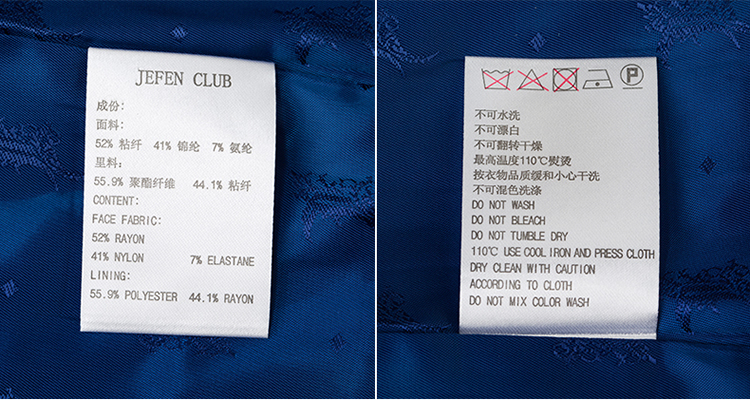 JEFEN CLUB
成份:
面料:
52% 粘纤 41% 锦纶 7% 氨纶
里料:
55.9% 聚酯纤维 44.1% 粘纤
CONTENT:
FACE FABRIC:
52% RAYON
41% NYLON 7% ELASTANE
LINING:
55.9% POLYESTER 44.1% RAYON
P
不可水洗
不可漂白
不可翻转干燥
最高温度110℃熨烫
按衣物品质缓和小心干洗
不可混色洗涤
DO NOT WASH
DO NOT BLEACH
DO NOT TUMBLE DRY
110℃ USE COOL IRON AND PRESS CLOTH
DRY CLEAN WITH CAUTION
ACCORDING TO CLOTH
DO NOT MIX COLOR WASH